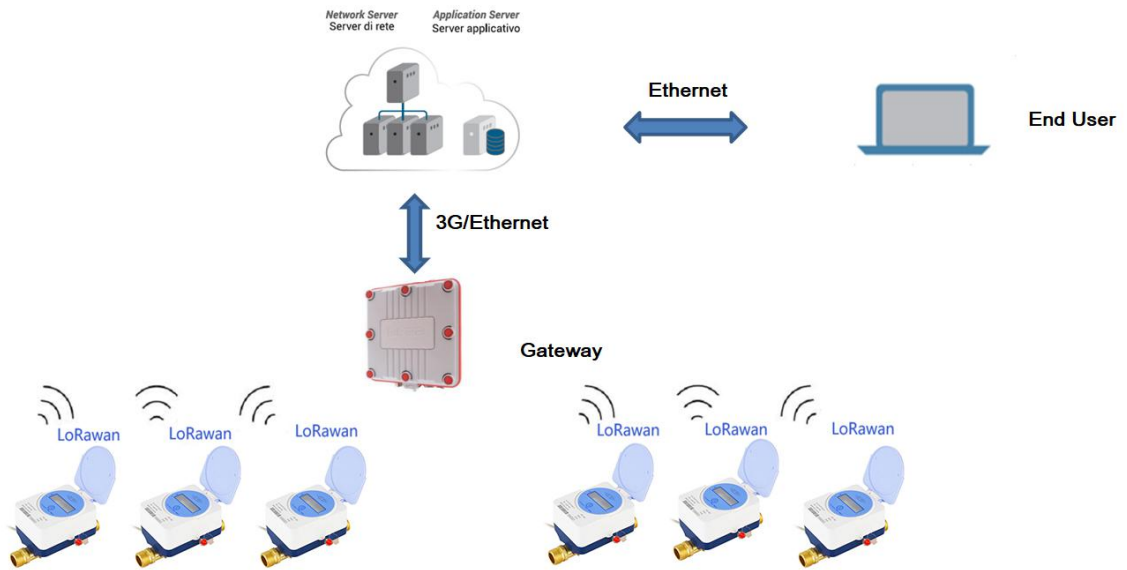 Network Server
Server di rete
Application Server
Server applicativo
Ethernet
End User
3G/Ethernet
Gateway
LoRawan
LoRawan
LoRawan
LoRawan
LoRawan
LoRawan